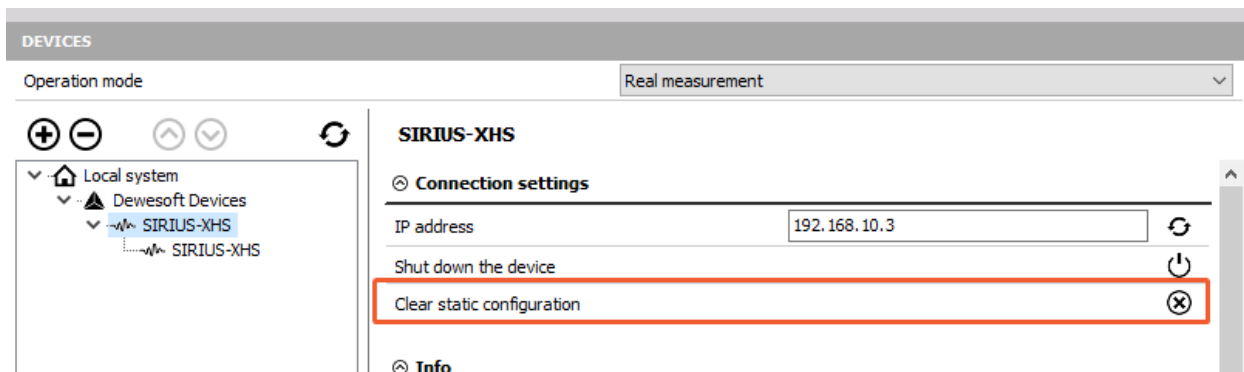 DEVICES
Operation mode
Real measurement
Local system
Dewesoft Devices
SIRIUS-XHS
SIRIUS-XHS
SIRIUS-XHS
Connection settings
IP address
192.168.10.3
Shut down the device
Clear static configuration
Info